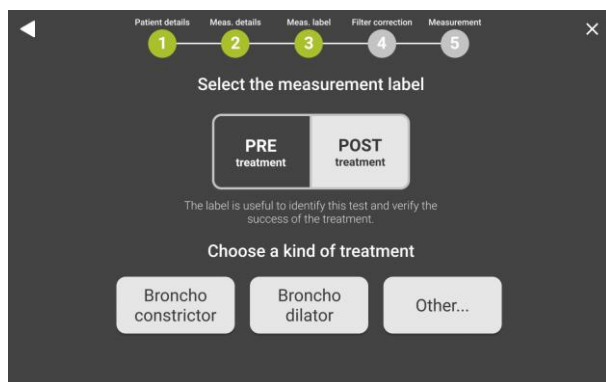 Patient details Meas. details Meas. label Filter correction Measurement
1 2 3 4 5
Select the measurement label
PRE POST
treatment treatment
The label is useful to identify this test and verify the
success of the treatment.
Choose a kind of treatment
Broncho Broncho Other...
constrictor dilator